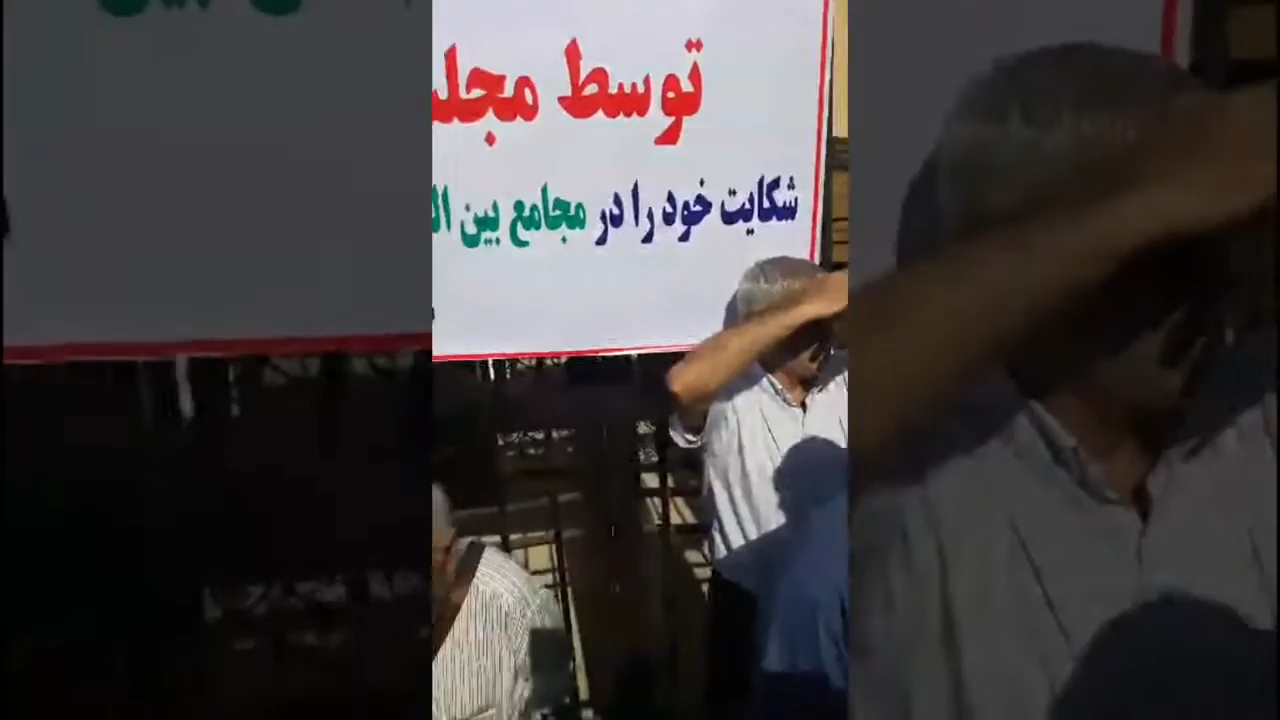 توسط
شکایت خود را در مجامع بین